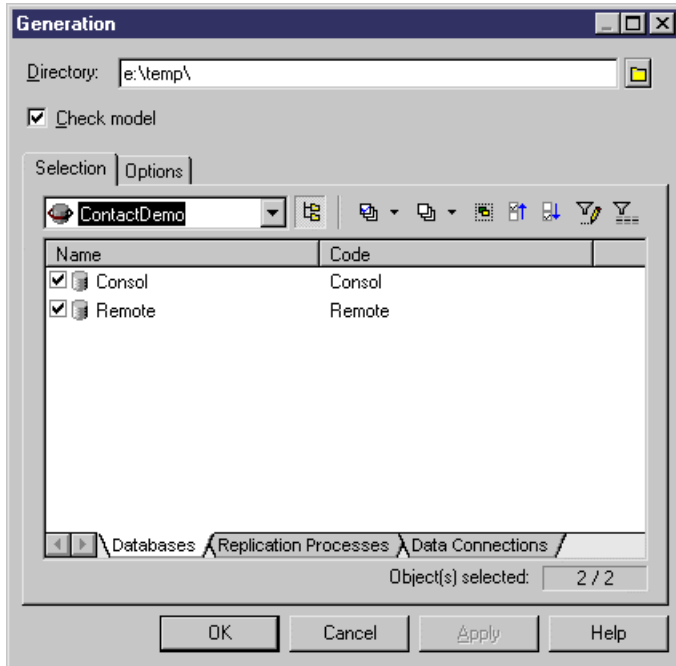 Generation
Directory: e:\temp\
Check model
Selection Options
ContactDemo
Name Code
Consol Consol
Remote Remote
Databases Replication Processes Data Connections
Object(s) selected: 2 / 2
OK Cancel Apply Help